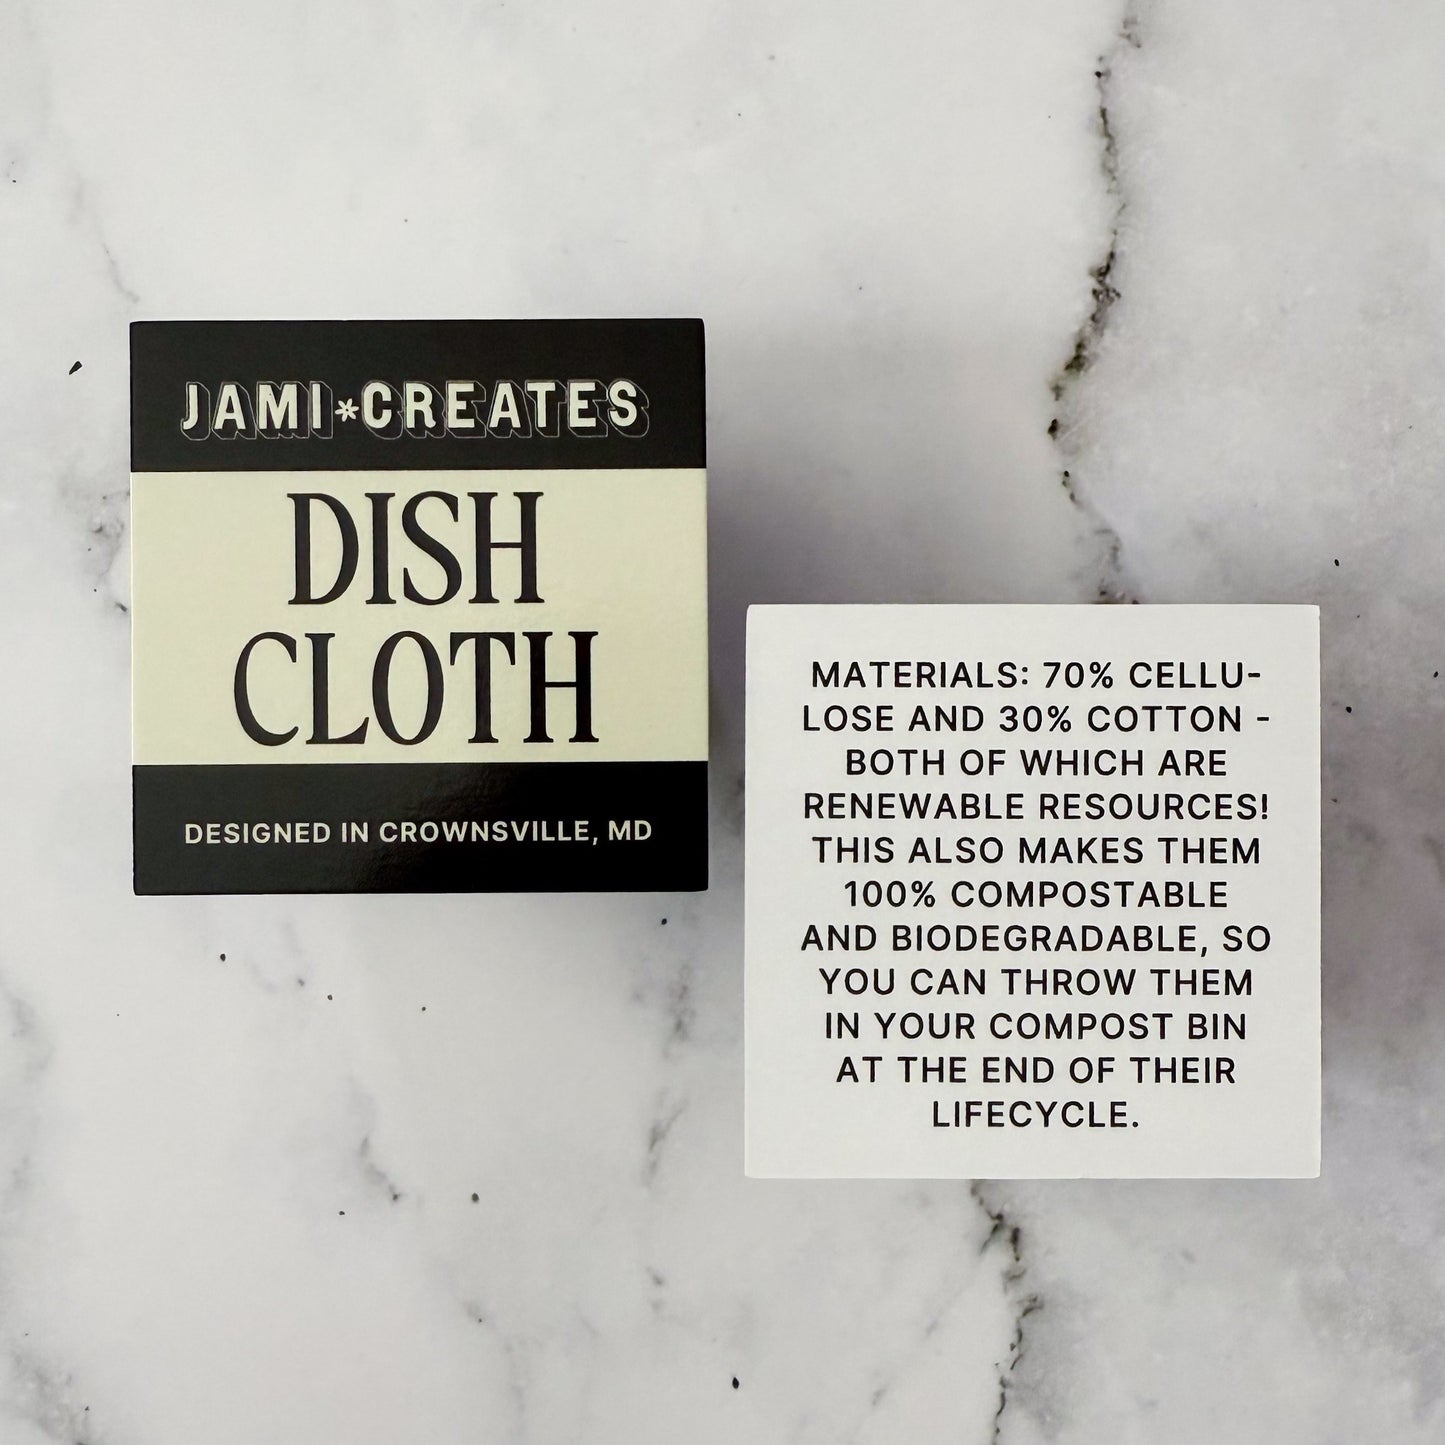 JAMI*CREATES
DISH
CLOTH
DESIGNED IN CROWNSVILLE, MD
MATERIALS: 70% CELLU-
LOSE AND 30% COTTON -
BOTH OF WHICH ARE
RENEWABLE RESOURCES!
THIS ALSO MAKES THEM
100% COMPOSTABLE
AND BIODEGRADABLE, SO
YOU CAN THROW THEM
IN YOUR COMPOST BIN
AT THE END OF THEIR
LIFECYCLE.